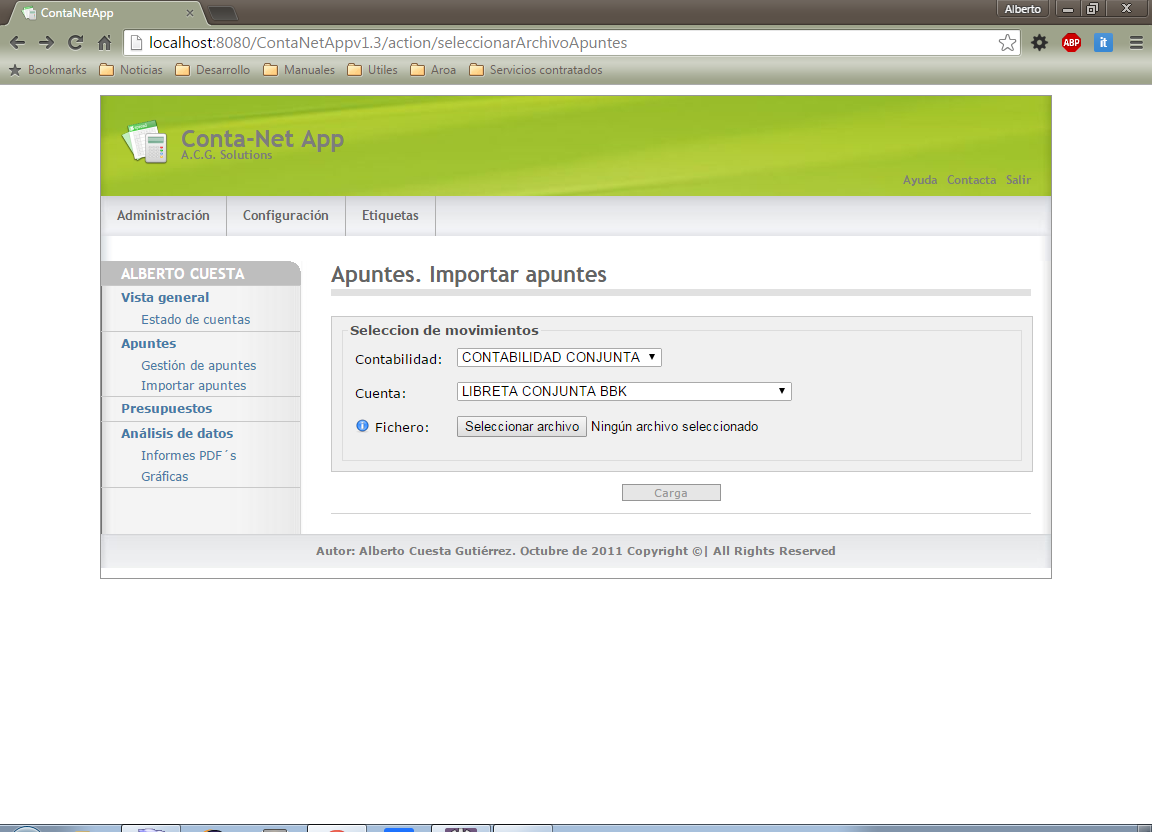 ContaNetApp
Alberto
localhost:8080/ContaNetAppv1.3/action/seleccionarArchivoApuntes
ABP
it
Bookmarks Noticias Desarrollo Manuales Utiles Aroa Servicios contratados
Conta-Net App
A.C.G. Solutions
Ayuda Contacta Salir
Administración Configuración Etiquetas
ALBERTO CUESTA
Vista general
Estado de cuentas
Apuntes
Gestión de apuntes
Importar apuntes
Presupuestos
Análisis de datos
Informes PDF´s
Gráficas
Apuntes. Importar apuntes
Seleccion de movimientos
Contabilidad: CONTABILIDAD CONJUNTA
Cuenta: LIBRETA CONJUNTA BBK
Fichero: Seleccionar archivo Ningún archivo seleccionado
Carga
Autor: Alberto Cuesta Gutiérrez. Octubre de 2011 Copyright ©| All Rights Reserved